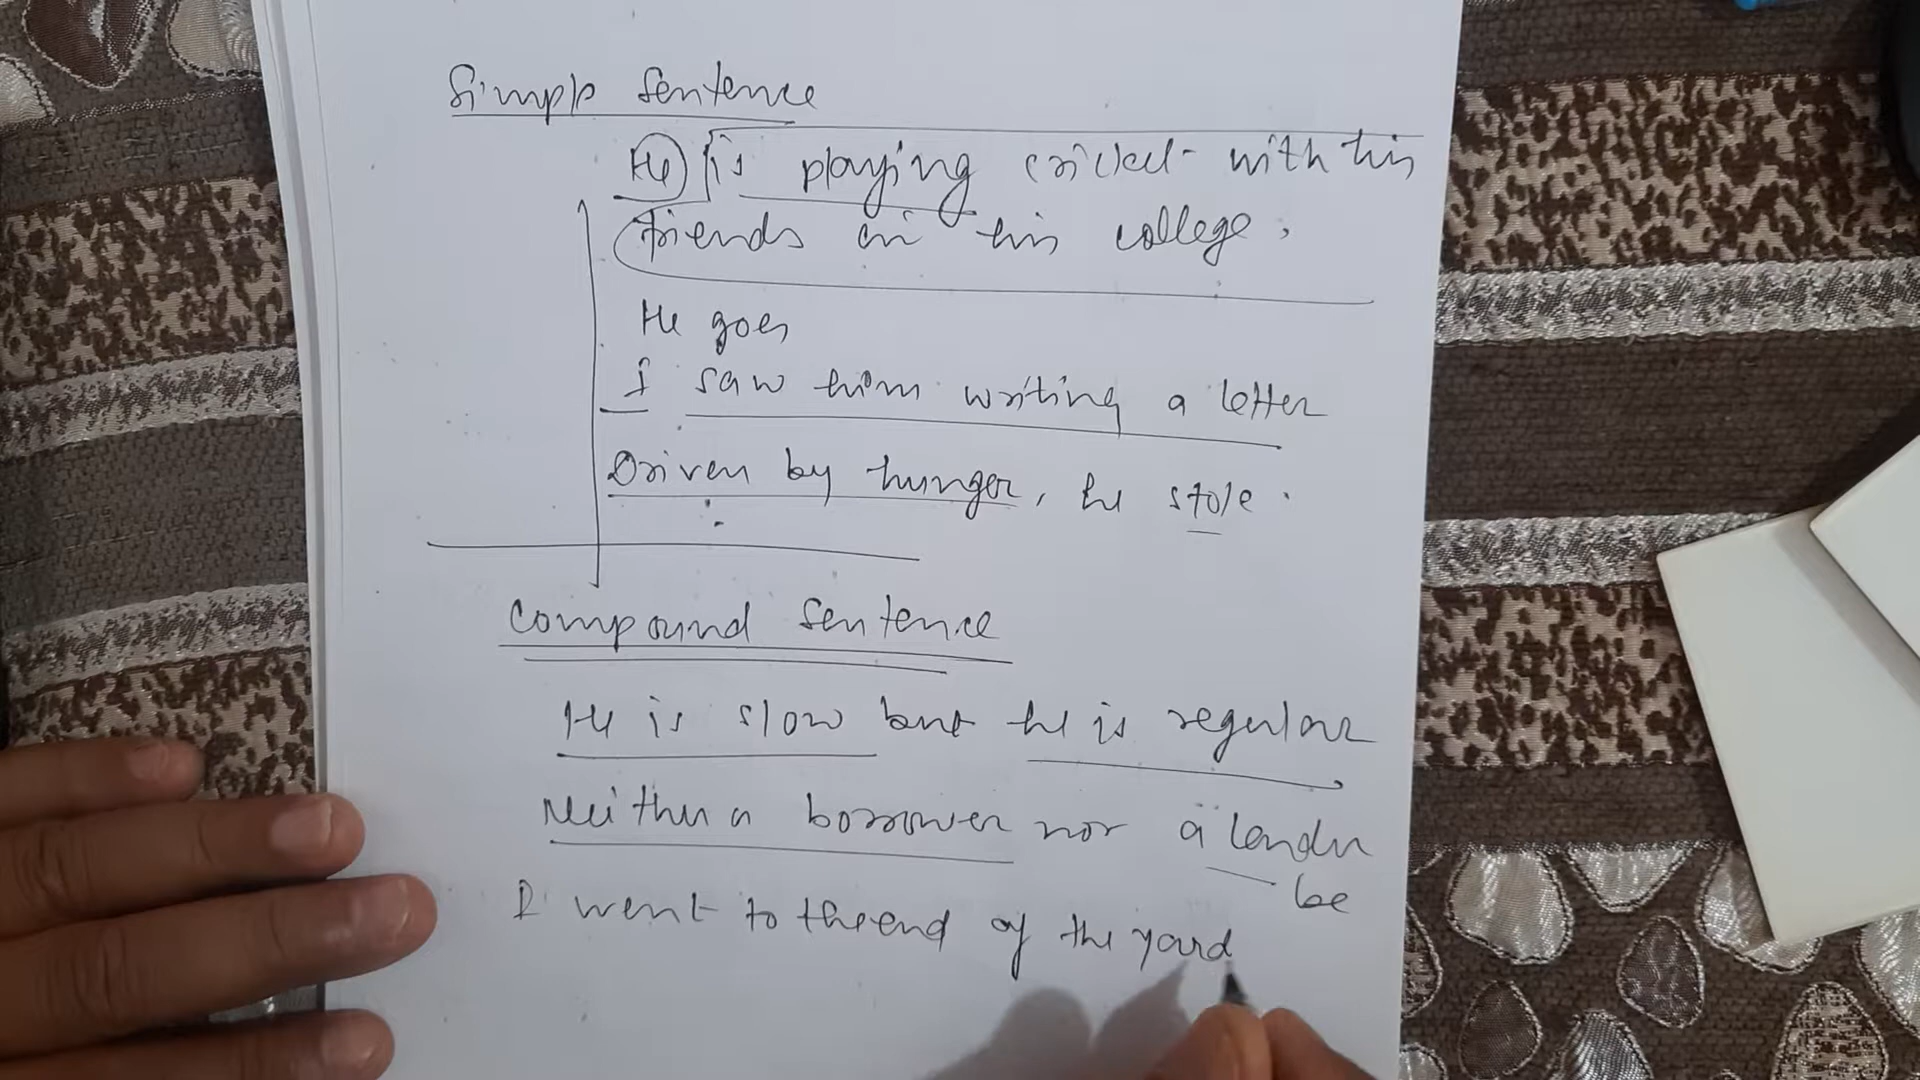 Simple Sentence
He is playing cricket with his
friends in his college.
He goes
I saw him writing a letter
Driven by hunger, he stole.
Compound Sentence
He is slow but he is regular
Neither a borrower nor a lender
be
I went to the end of the yard